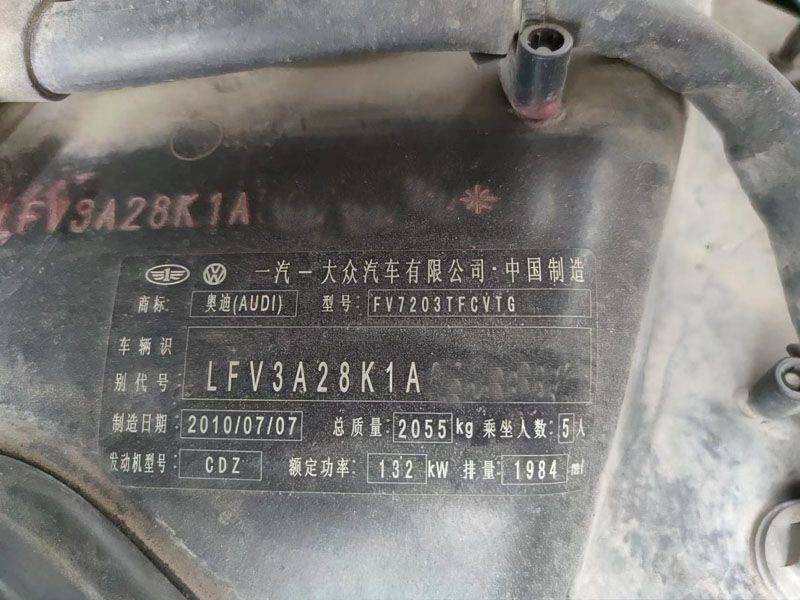 LFV3A28K1A
一汽-大众汽车有限公司·中国制造
商标: 奥迪(AUDI) 型号: FV7203TFCVTG
车辆识
别代号: LFV3A28K1A
制造日期: 2010/07/07 总质量: 2055 kg 乘坐人数: 5 人
发动机型号: CDZ 额定功率: 132 kW 排量: 1984 ml